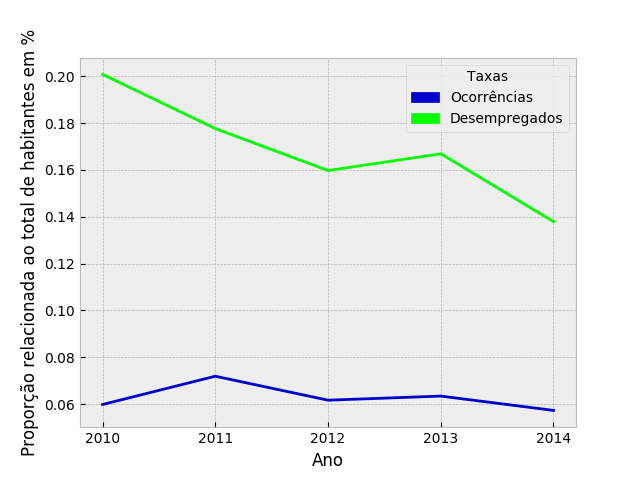 Proporção relacionada ao total de habitantes em %
0.20
0.18
0.16
0.14
0.12
0.10
0.08
0.06
Taxas
Ocorrências
Desempregados
2010 2011 2012 2013 2014
Ano